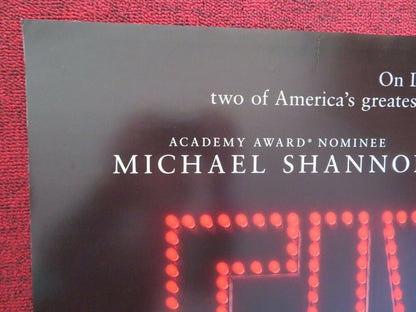 On
two of America's greates
ACADEMY AWARD® NOMINEE
MICHAEL SHANNO